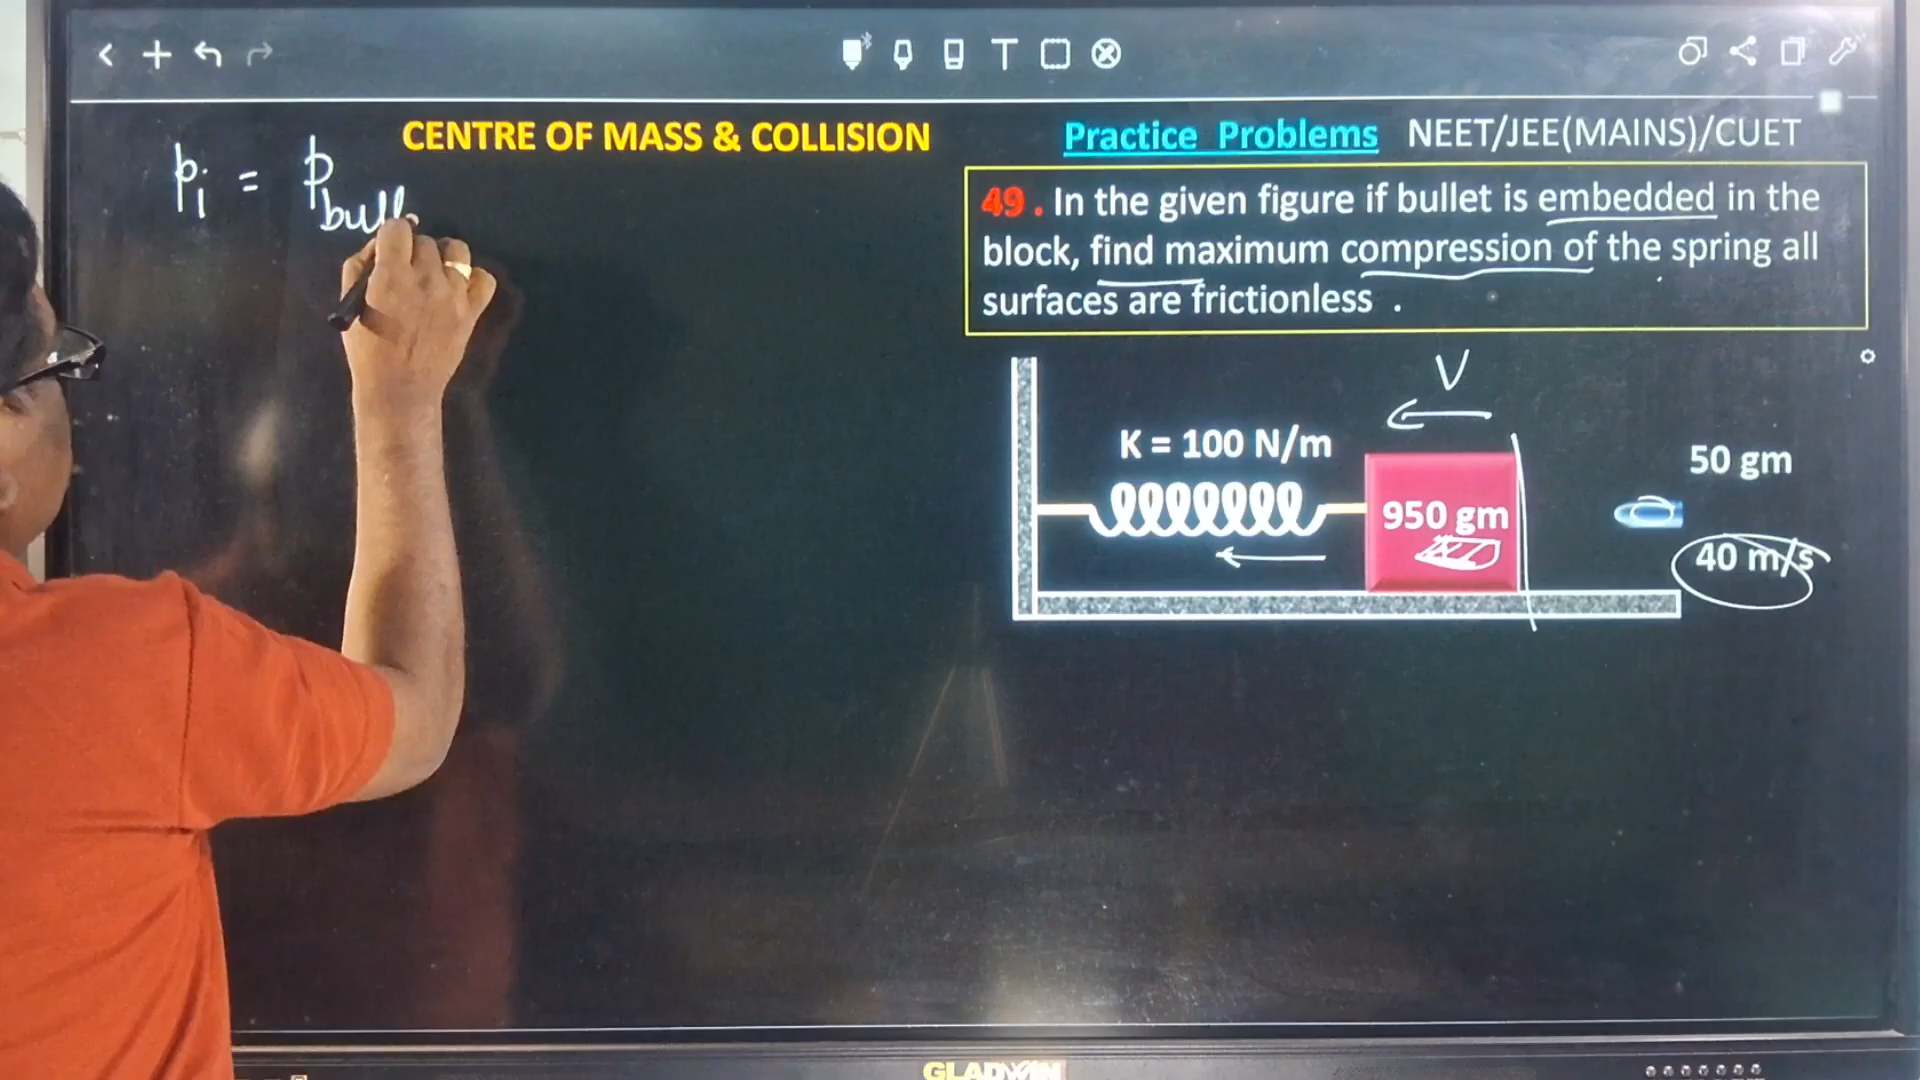 CENTRE OF MASS & COLLISION
Practice Problems NEET/JEE(MAINS)/CUET
pi = p bull
49 . In the given figure if bullet is embedded in the
block, find maximum compression of the spring all
surfaces are frictionless .
V
K = 100 N/m
50 gm
950 gm
40 m/s
GLADWIN